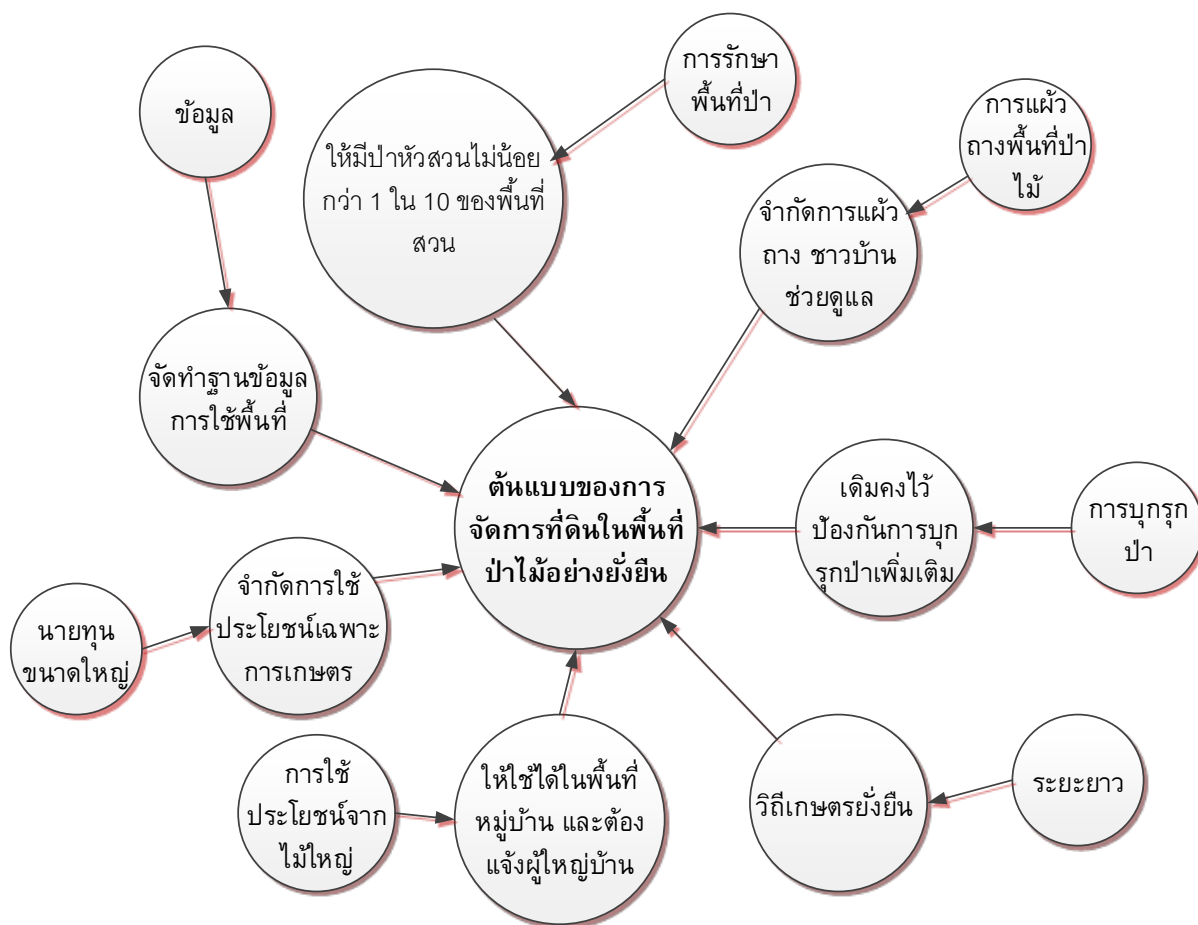 การรักษา
พื้นที่ป่า
ข้อมูล
ให้มีป่าหัวสวนไม่น้อย
กว่า 1 ใน 10 ของพื้นที่
สวน
การแผ้ว
ถางพื้นที่ป่า
ไม้
จำกัดการแผ้ว
ถาง ชาวบ้าน
ช่วยดูแล
จัดทำฐานข้อมูล
การใช้พื้นที่
ต้นแบบของการ
จัดการที่ดินในพื้นที่
ป่าไม้อย่างยั่งยืน
เดิมคงไว้
ป้องกันการบุก
รุกป่าเพิ่มเติม
การบุกรุก
ป่า
จำกัดการใช้
ประโยชน์เฉพาะ
การเกษตร
นายทุน
ขนาดใหญ่
การใช้
ประโยชน์จาก
ไม้ใหญ่
ให้ใช้ได้ในพื้นที่
หมู่บ้าน และต้อง
แจ้งผู้ใหญ่บ้าน
วิถีเกษตรยั่งยืน
ระยะยาว